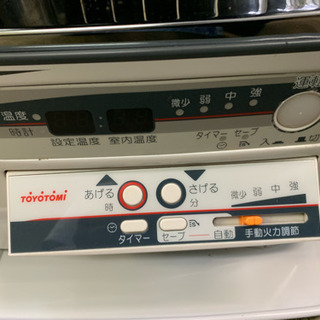 温度
時計
設定温度 室内温度
微少 弱 中 強
タイマー セーブ
入 切
TOYOTOMI
あげる 時
さげる 分
微少 弱 中 強
タイマー セーブ 自動 手動火力調節